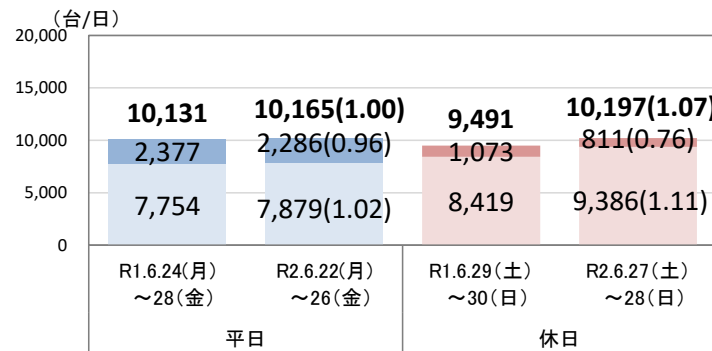 （台/日）
20,000
15,000
10,000
5,000
0
10,131
2,377
7,754
10,165(1.00)
2,286(0.96)
7,879(1.02)
9,491
1,073
8,419
10,197(1.07)
811(0.76)
9,386(1.11)
R1.6.24(月)
～28(金)
R2.6.22(月)
～26(金)
R1.6.29(土)
～30(日)
R2.6.27(土)
～28(日)
平日
休日